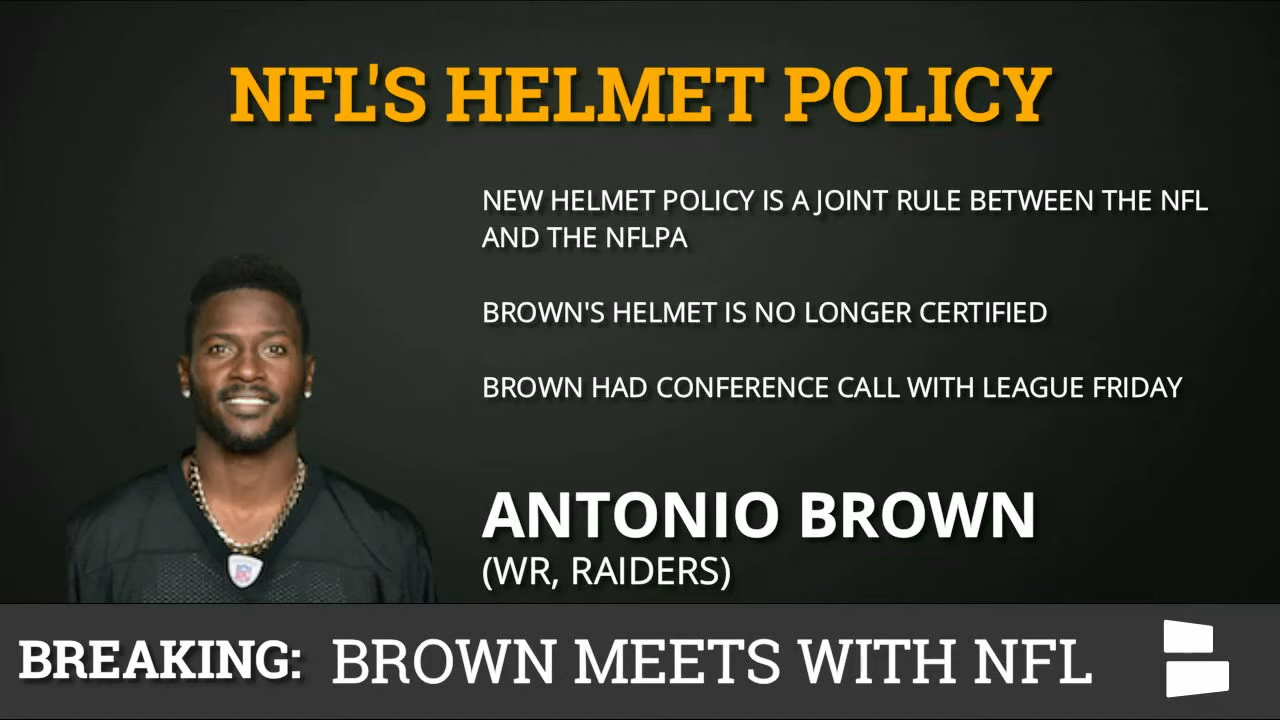 NFL'S HELMET POLICY
NEW HELMET POLICY IS A JOINT RULE BETWEEN THE NFL
AND THE NFLPA
BROWN'S HELMET IS NO LONGER CERTIFIED
BROWN HAD CONFERENCE CALL WITH LEAGUE FRIDAY
ANTONIO BROWN
(WR, RAIDERS)
BREAKING: BROWN MEETS WITH NFL